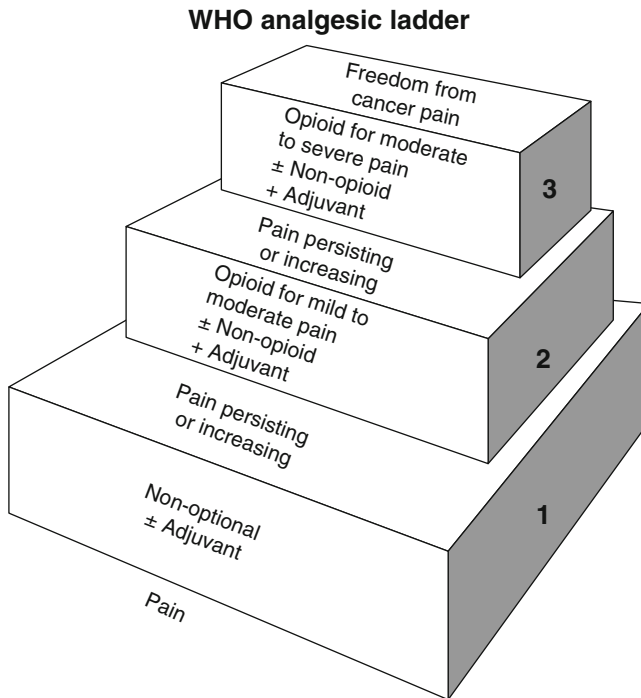 WHO analgesic ladder
Freedom from
cancer pain
Opioid for moderate
to severe pain
± Non-opioid
+ Adjuvant
3
Pain persisting
or increasing
Opioid for mild to
moderate pain
± Non-opioid
+ Adjuvant
2
Pain persisting
or increasing
Non-optional
± Adjuvant
1
Pain